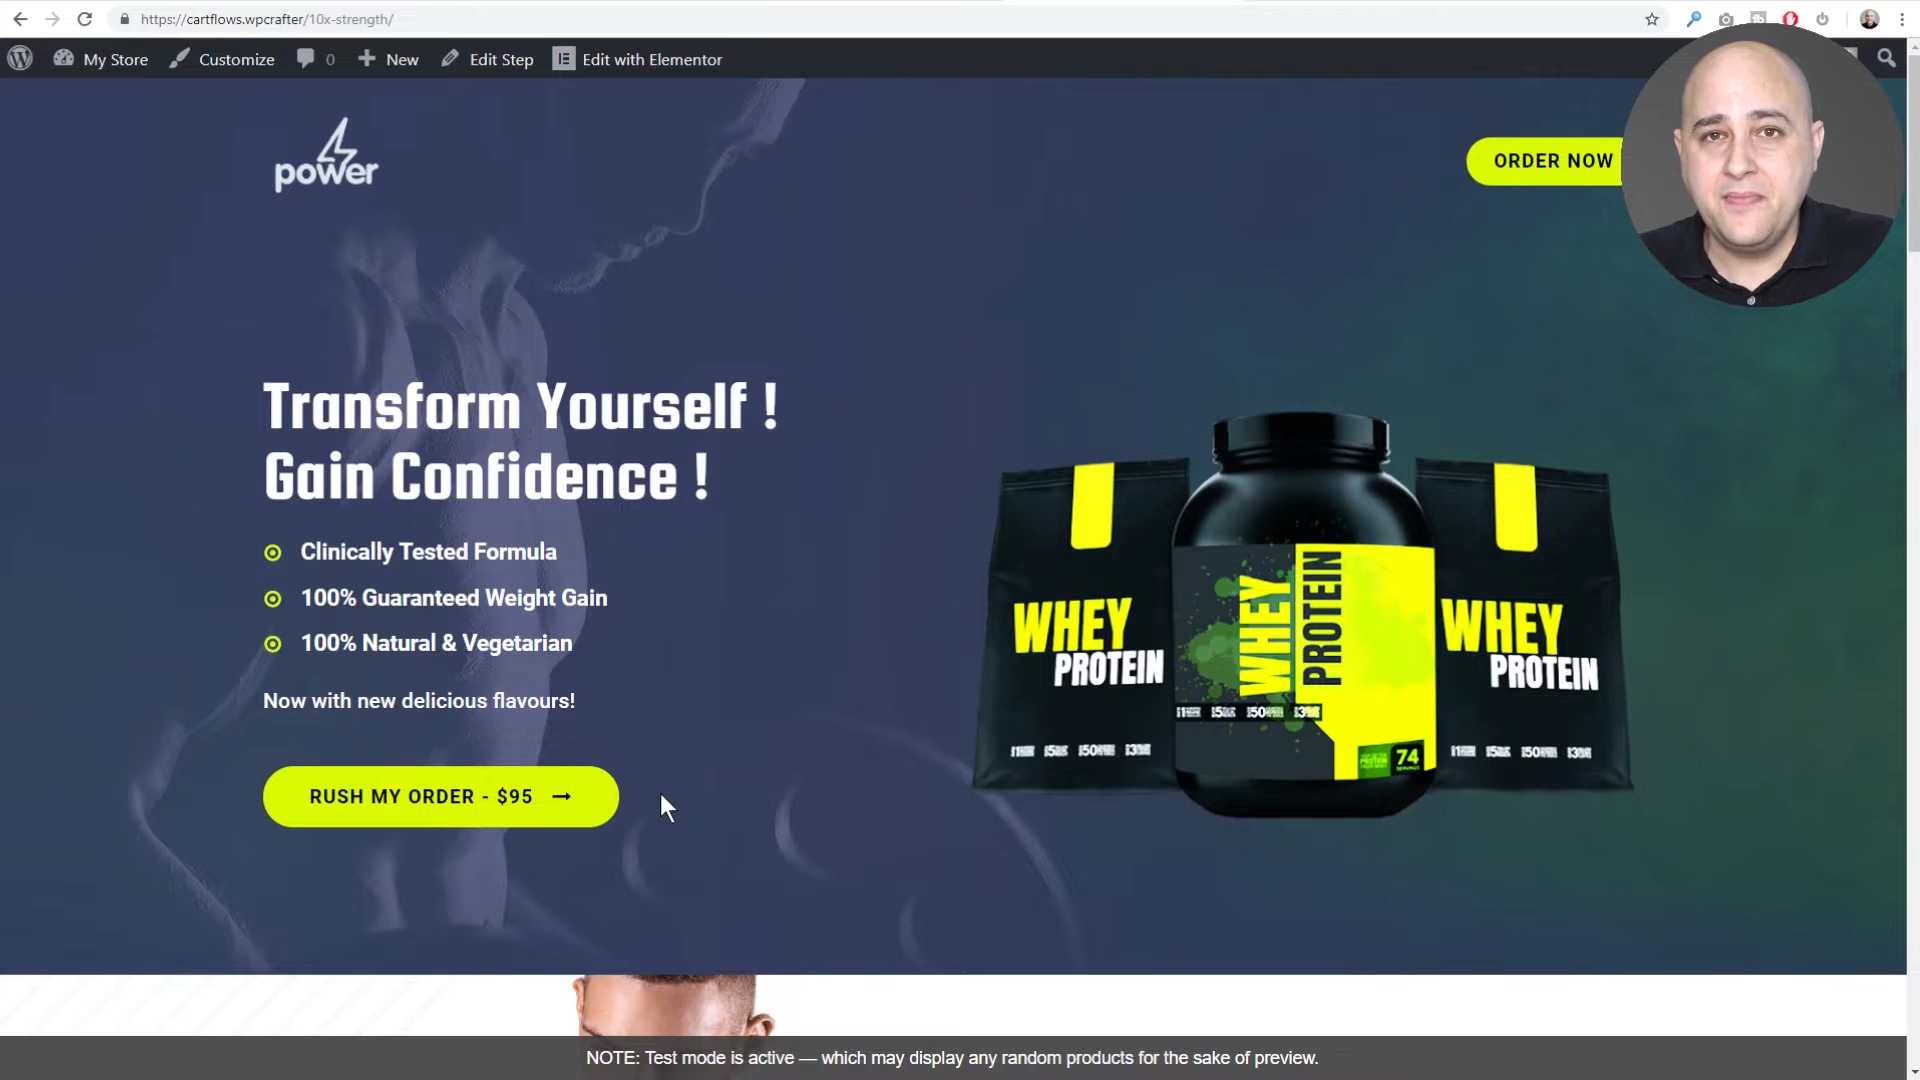 https://cartflows.wpcrafter/10x-strength/
My Store Customize 0 New Edit Step Edit with Elementor
power
ORDER NOW
Transform Yourself !
Gain Confidence !
Clinically Tested Formula
100% Guaranteed Weight Gain
100% Natural & Vegetarian
Now with new delicious flavours!
RUSH MY ORDER - $95 →
WHEY
PROTEIN
WHEY
PROTEIN
74
WHEY
PROTEIN
NOTE: Test mode is active — which may display any random products for the sake of preview.